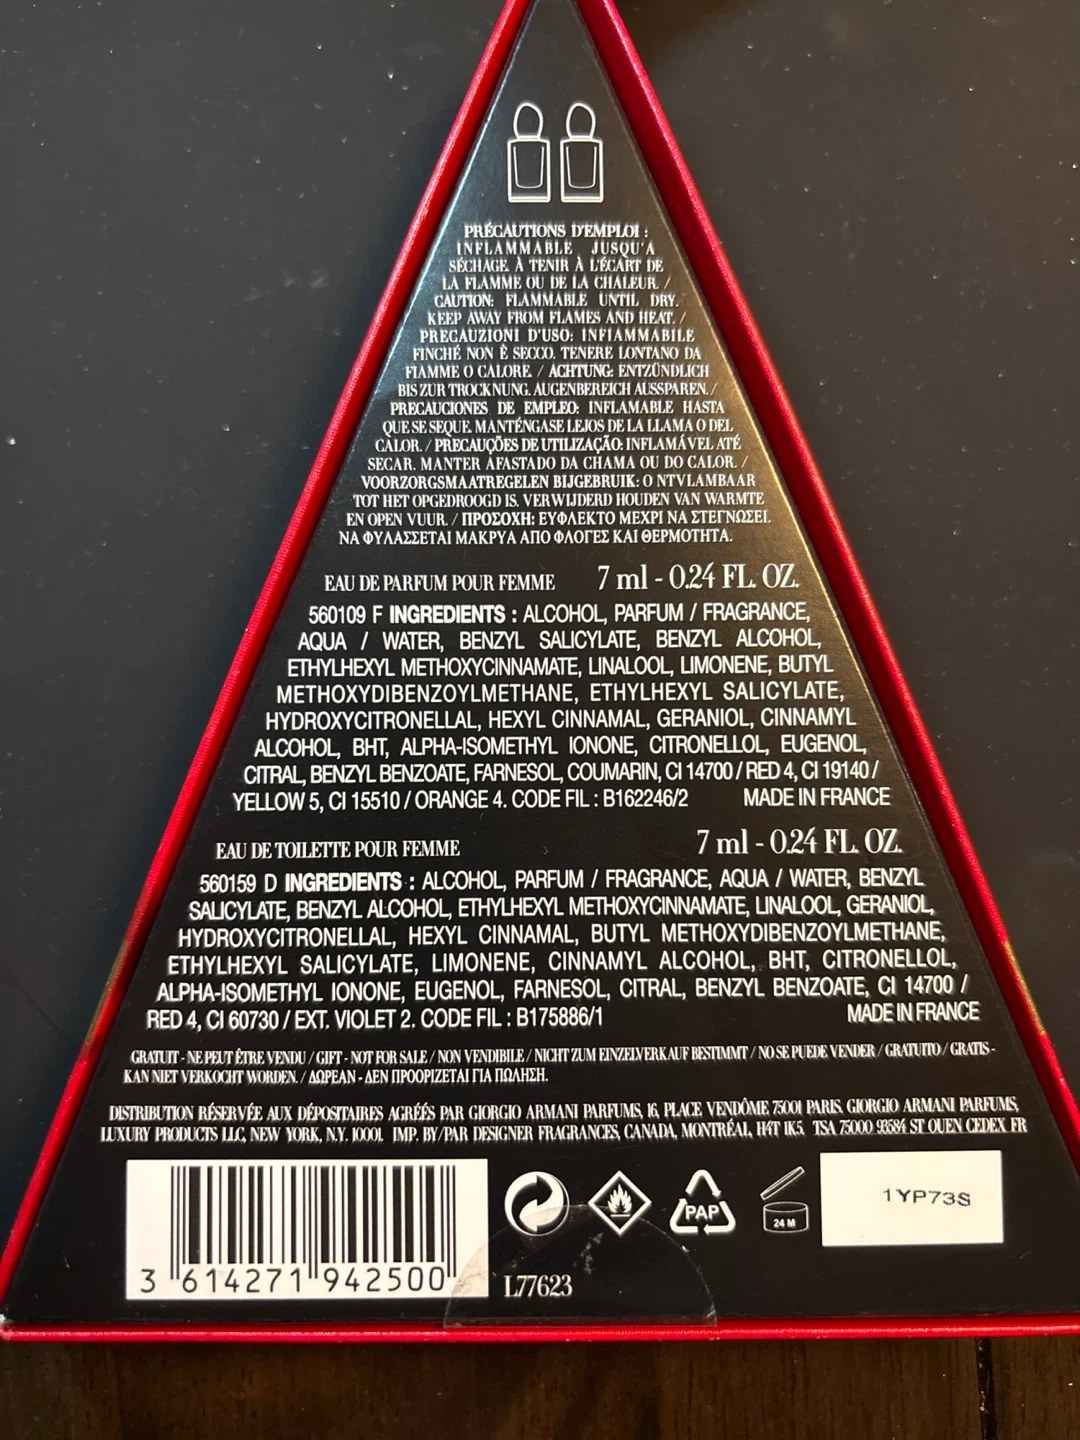 PRÉCAUTIONS D'EMPLOI :
INFLAMMABLE JUSQU'À
SÉCHAGE. À TENIR À L'ÉCART DE
LA FLAMME OU DE LA CHALEUR. /
CAUTION: FLAMMABLE UNTIL DRY.
KEEP AWAY FROM FLAMES AND HEAT. /
PRECAUZIONI D'USO: INFIAMMABILE
FINCHÉ NON È SECCO. TENERE LONTANO DA
FIAMME O CALORE. / ACHTUNG: ENTZÜNDLICH
BIS ZUR TROCKNUNG. AUGENBEREICH AUSSPAREN. /
PRECAUCIONES DE EMPLEO: INFLAMABLE HASTA
QUE SE SEQUE. MANTÉNGASE LEJOS DE LA LLAMA O DEL
CALOR. / PRECAUÇÕES DE UTILIZAÇÃO: INFLAMÁVEL ATÉ
SECAR. MANTER AFASTADO DA CHAMA OU DO CALOR. /
VOORZORGSMAATREGELEN BIJGEBRUIK: O NTVLAMBAAR
TOT HET OPGEDROOGD IS. VERWIJDERD HOUDEN VAN WARMTE
EN OPEN VUUR. / ΠΡΟΣΟΧΗ: ΕΥΦΛΕΚΤΟ ΜΕΧΡΙ ΝΑ ΣΤΕΓΝΩΣΕΙ.
ΝΑ ΦΥΛΑΣΣΕΤΑΙ ΜΑΚΡΥΑ ΑΠΟ ΦΛΟΓΕΣ ΚΑΙ ΘΕΡΜΟΤΗΤΑ.
EAU DE PARFUM POUR FEMME 7 ml - 0.24 FL. OZ.
560109 F INGREDIENTS : ALCOHOL, PARFUM / FRAGRANCE,
AQUA / WATER, BENZYL SALICYLATE, BENZYL ALCOHOL,
ETHYLHEXYL METHOXYCINNAMATE, LINALOOL, LIMONENE, BUTYL
METHOXYDIBENZOYLMETHANE, ETHYLHEXYL SALICYLATE,
HYDROXYCITRONELLAL, HEXYL CINNAMAL, GERANIOL, CINNAMYL
ALCOHOL, BHT, ALPHA-ISOMETHYL IONONE, CITRONELLOL, EUGENOL,
CITRAL, BENZYL BENZOATE, FARNESOL, COUMARIN, CI 14700 / RED 4, CI 19140 /
YELLOW 5, CI 15510 / ORANGE 4. CODE FIL : B162246/2 MADE IN FRANCE
EAU DE TOILETTE POUR FEMME 7 ml - 0.24 FL. OZ.
560159 D INGREDIENTS : ALCOHOL, PARFUM / FRAGRANCE, AQUA / WATER, BENZYL
SALICYLATE, BENZYL ALCOHOL, ETHYLHEXYL METHOXYCINNAMATE, LINALOOL, GERANIOL,
HYDROXYCITRONELLAL, HEXYL CINNAMAL, BUTYL METHOXYDIBENZOYLMETHANE,
ETHYLHEXYL SALICYLATE, LIMONENE, CINNAMYL ALCOHOL, BHT, CITRONELLOL,
ALPHA-ISOMETHYL IONONE, EUGENOL, FARNESOL, CITRAL, BENZYL BENZOATE, CI 14700 /
RED 4, CI 60730 / EXT. VIOLET 2. CODE FIL : B175886/1 MADE IN FRANCE
GRATUIT - NE PEUT ÊTRE VENDU / GIFT - NOT FOR SALE / NON VENDIBILE / NICHT ZUM EINZELVERKAUF BESTIMMT / NO SE PUEDE VENDER / GRATUITO / GRATIS -
KAN NIET VERKOCHT WORDEN. / ΔΩΡΕΑΝ - ΔΕΝ ΠΡΟΟΡΙΖΕΤΑΙ ΓΙΑ ΠΩΛΗΣΗ.
DISTRIBUTION RÉSERVÉE AUX DÉPOSITAIRES AGRÉÉS PAR GIORGIO ARMANI PARFUMS, 16, PLACE VENDÔME 75001 PARIS. GIORGIO ARMANI PARFUMS,
LUXURY PRODUCTS LLC, NEW YORK, N.Y. 10001. IMP. BY/PAR DESIGNER FRAGRANCES, CANADA, MONTRÉAL, H4T 1K5. TSA 75000 93584 ST OUEN CEDEX FR
PAP
24 M
1YP73S
3 614271 942500
L77623